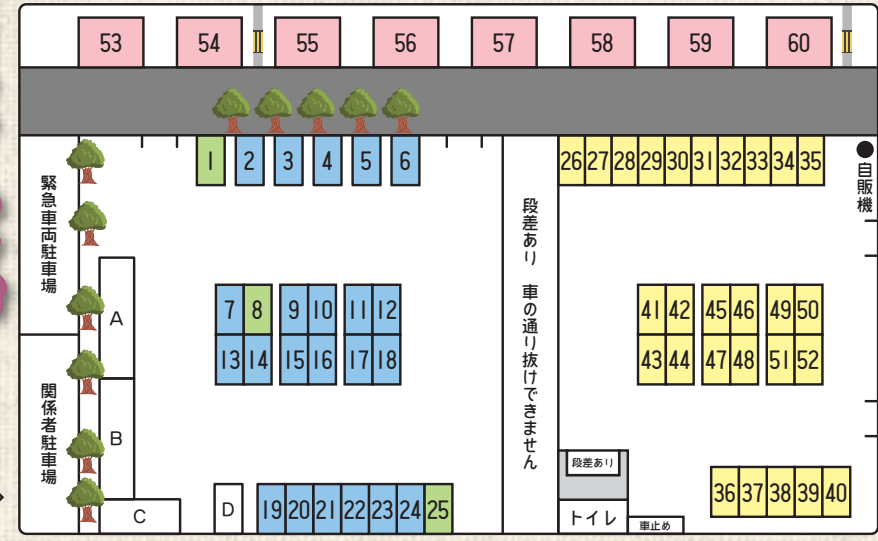 53 54 55 56 57 58 59 60
1 2 3 4 5 6
26 27 28 29 30 31 32 33 34 35
自販機
緊急車両駐車場
段差あり 車の通り抜けできません
7 8 9 10 11 12
41 42 45 46 49 50
A
13 14 15 16 17 18
43 44 47 48 51 52
関係者駐車場
B
段差あり
C
D
19 20 21 22 23 24 25
トイレ
車止め
36 37 38 39 40